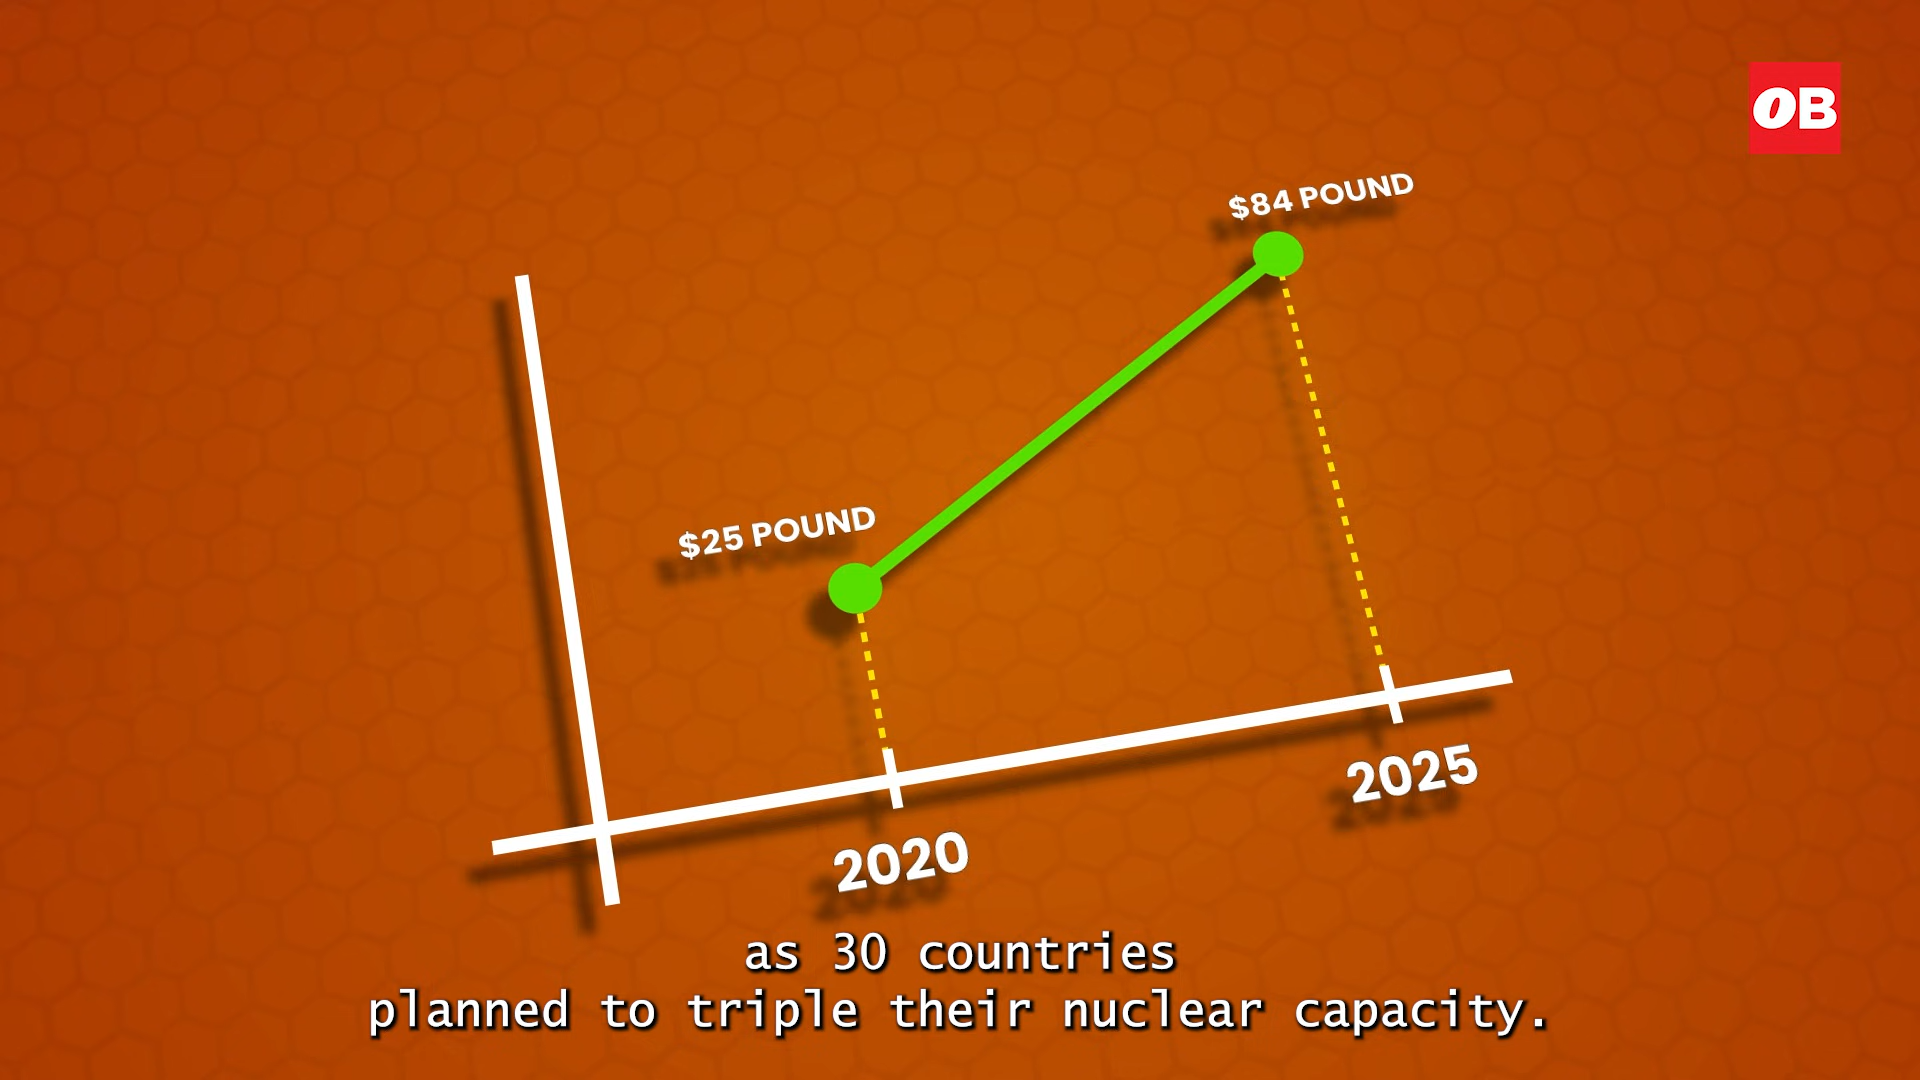 OB
$84 POUND
$25 POUND
2025
2020
as 30 countries
planned to triple their nuclear capacity.